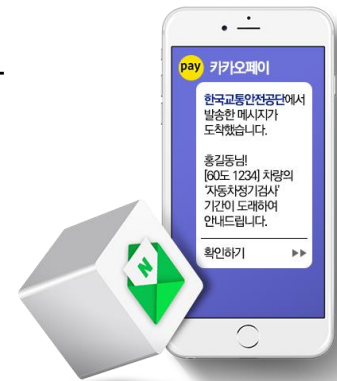 pay 카카오페이
한국교통안전공단에서
발송한 메시지가
도착했습니다.
홍길동님!
[60도 1234] 차량의
'자동차정기검사'
기간이 도래하여
안내드립니다.
확인하기 ▶▶
N